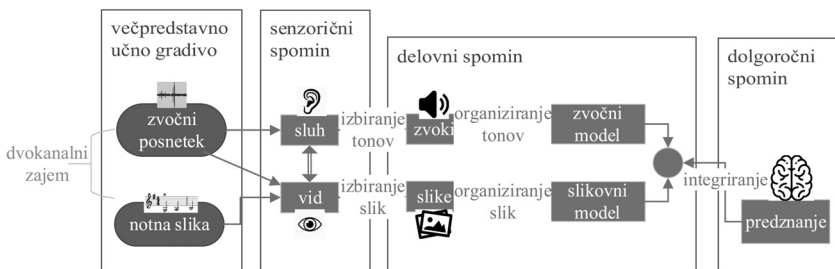 večpredstavno
učno gradivo
senzorični
spomin
delovni spomin
dolgoročni
spomin
dvokanalni
zajem
zvočni
posnetek
notna slika
sluh
vid
izbiranje
tonov
izbiranje
slik
zvoki
slike
organiziranje
tonov
organiziranje
slik
zvočni
model
slikovni
model
integriranje
predznanje